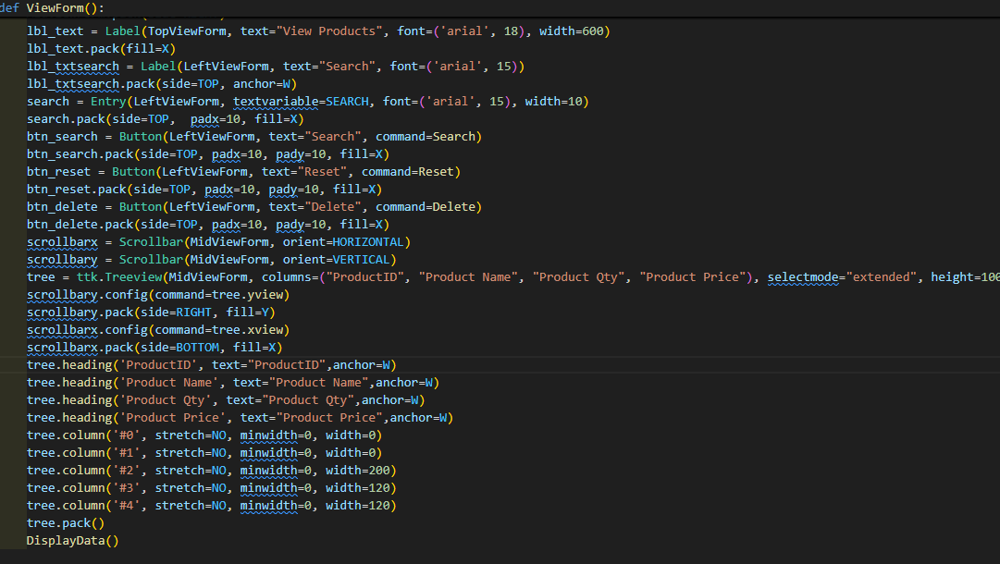 def ViewForm():
lbl_text = Label(TopViewForm, text="View Products", font=('arial', 18), width=600)
lbl_text.pack(fill=X)
lbl_txtsearch = Label(LeftViewForm, text="Search", font=('arial', 15))
lbl_txtsearch.pack(side=TOP, anchor=W)
search = Entry(LeftViewForm, textvariable=SEARCH, font=('arial', 15), width=10)
search.pack(side=TOP,  padx=10, fill=X)
btn_search = Button(LeftViewForm, text="Search", command=Search)
btn_search.pack(side=TOP, padx=10, pady=10, fill=X)
btn_reset = Button(LeftViewForm, text="Reset", command=Reset)
btn_reset.pack(side=TOP, padx=10, pady=10, fill=X)
btn_delete = Button(LeftViewForm, text="Delete", command=Delete)
btn_delete.pack(side=TOP, padx=10, pady=10, fill=X)
scrollbarx = Scrollbar(MidViewForm, orient=HORIZONTAL)
scrollbary = Scrollbar(MidViewForm, orient=VERTICAL)
tree = ttk.Treeview(MidViewForm, columns=("ProductID", "Product Name", "Product Qty", "Product Price"), selectmode="extended", height=100
scrollbary.config(command=tree.yview)
scrollbary.pack(side=RIGHT, fill=Y)
scrollbarx.config(command=tree.xview)
scrollbarx.pack(side=BOTTOM, fill=X)
tree.heading('ProductID', text="ProductID",anchor=W)
tree.heading('Product Name', text="Product Name",anchor=W)
tree.heading('Product Qty', text="Product Qty",anchor=W)
tree.heading('Product Price', text="Product Price",anchor=W)
tree.column('#0', stretch=NO, minwidth=0, width=0)
tree.column('#1', stretch=NO, minwidth=0, width=0)
tree.column('#2', stretch=NO, minwidth=0, width=200)
tree.column('#3', stretch=NO, minwidth=0, width=120)
tree.column('#4', stretch=NO, minwidth=0, width=120)
tree.pack()
DisplayData()